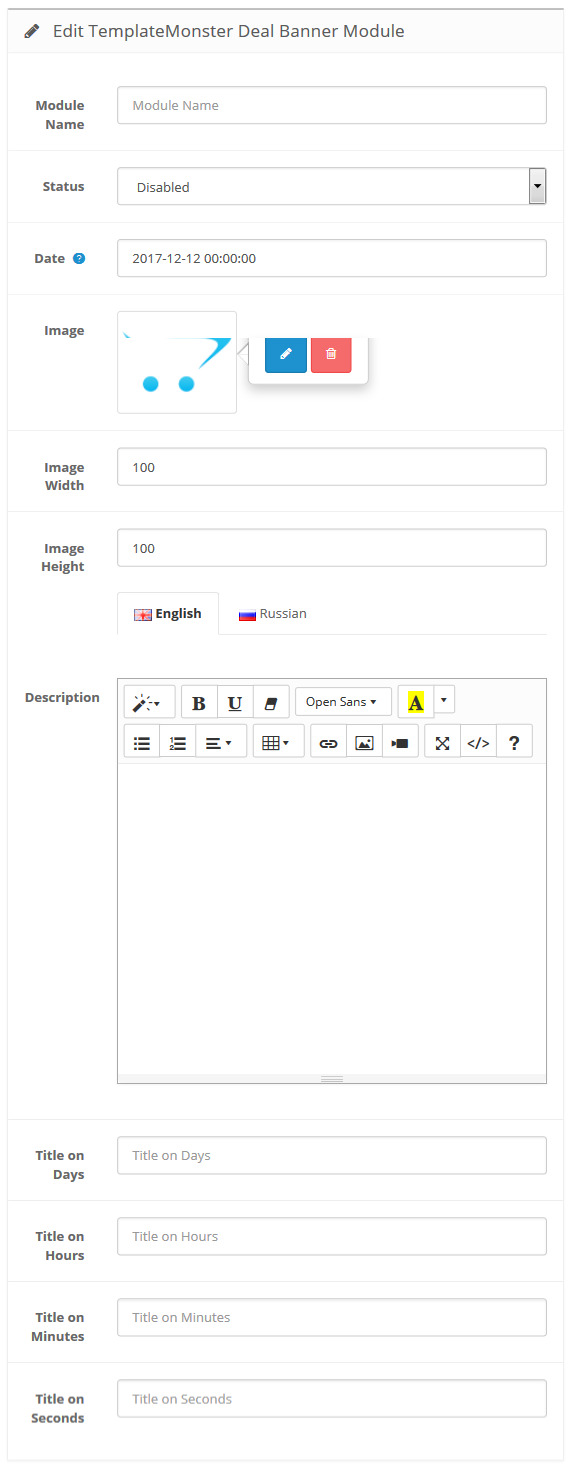 Edit TemplateMonster Deal Banner Module
Module
Name
Module Name
Status
Disabled
Date ?
2017-12-12 00:00:00
Image
Image
Width
100
Image
Height
100
English Russian
Description
B U Open Sans A
</> ?
Title on
Days
Title on Days
Title on
Hours
Title on Hours
Title on
Minutes
Title on Minutes
Title on
Seconds
Title on Seconds